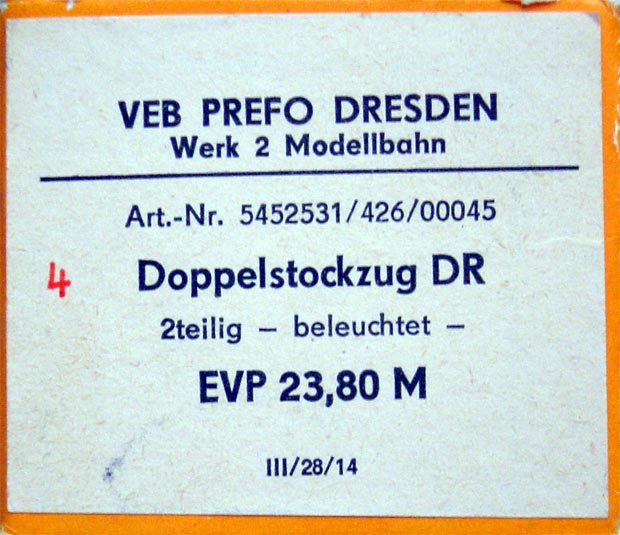 VEB PREFO DRESDEN
Werk 2 Modellbahn
Art.-Nr. 5452531/426/00045
4 Doppelstockzug DR
2teilig — beleuchtet —
EVP 23,80 M
III/28/14